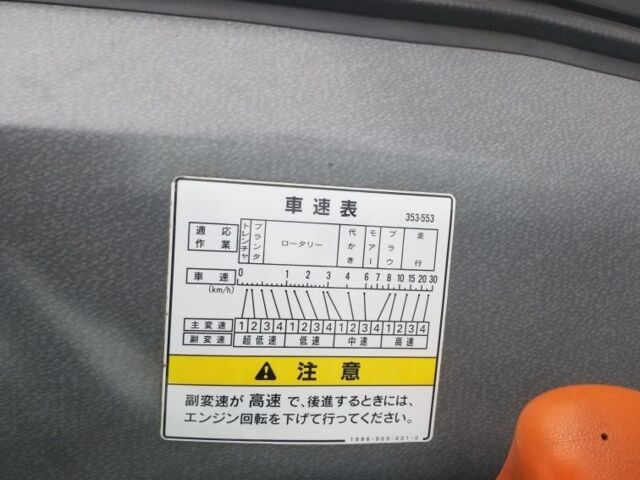 車速表
353-553
適応作業 トレンチャ プランタ ロータリー 代かき モアー プラウ 走行
車速 (km/h) 0 1 2 3 4 6 7 8 10 15 20 30
主変速 1 2 3 4 1 2 3 4 1 2 3 4 1 2 3 4
副変速 超低速 低速 中速 高速
注意
副変速が高速で、後進するときには、
エンジン回転を下げて行ってください。
1696-903-001-0